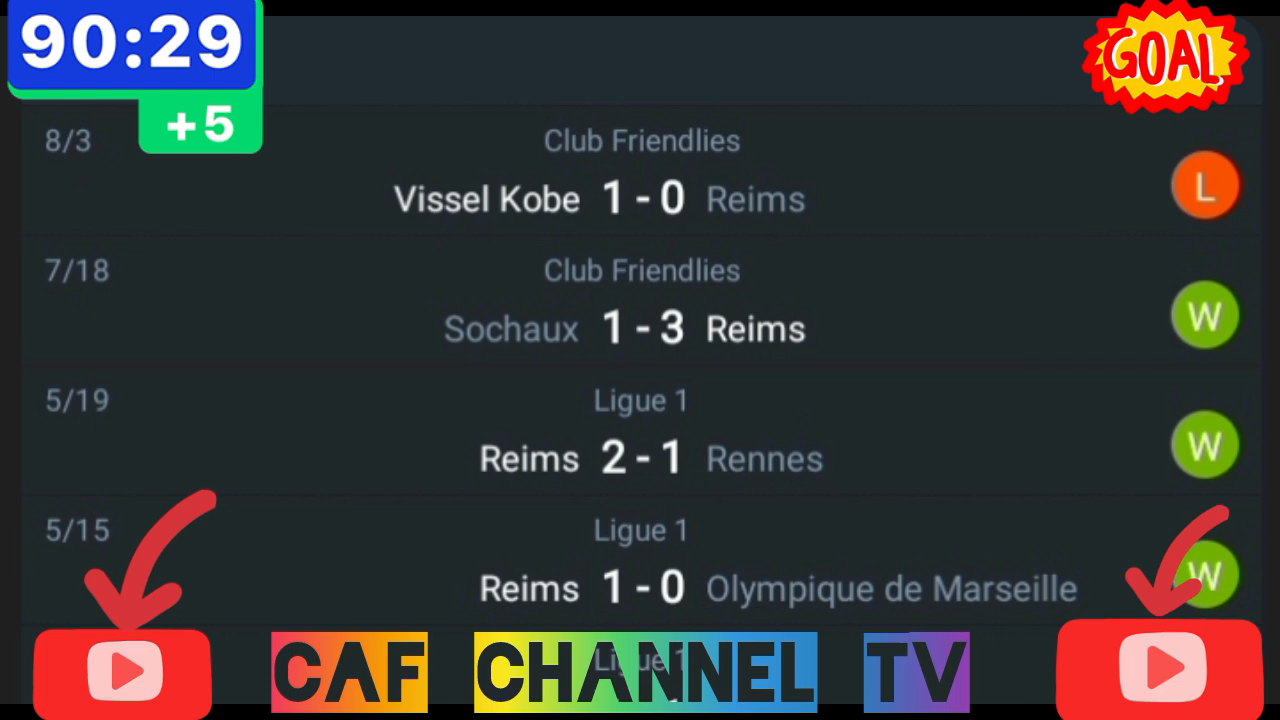 90:29
+5
GOAL
8/3
Club Friendlies
Vissel Kobe 1 - 0 Reims
L
7/18
Club Friendlies
Sochaux 1 - 3 Reims
W
5/19
Ligue 1
Reims 2 - 1 Rennes
W
5/15
Ligue 1
Reims 1 - 0 Olympique de Marseille
W
Ligue 1
CAF CHANNEL TV